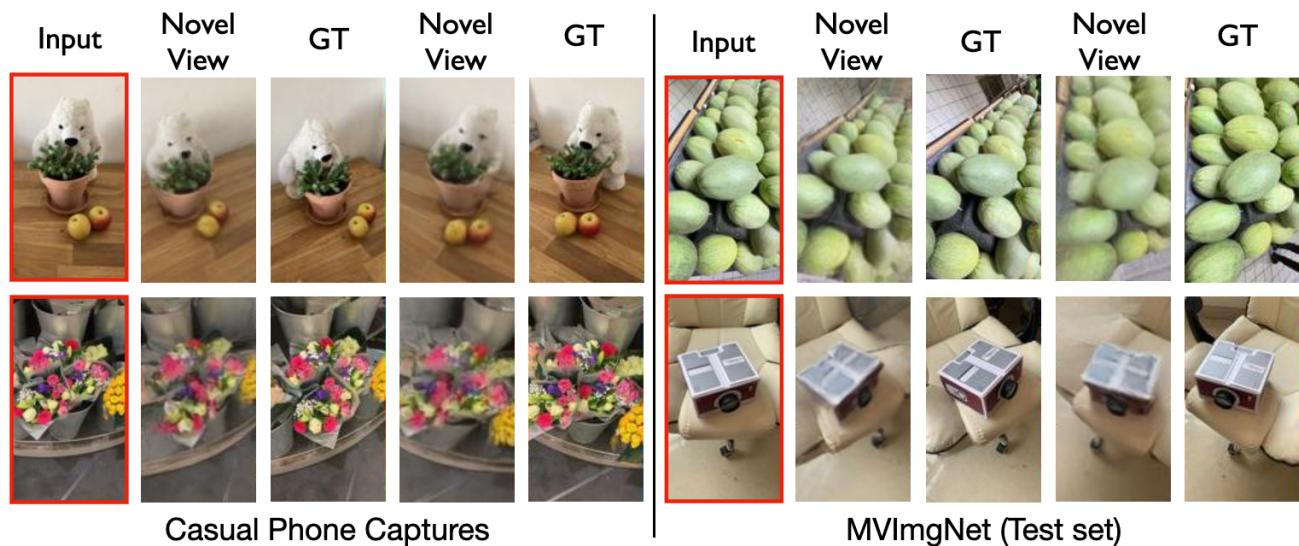 Input
Novel
View
GT
Novel
View
GT
Input
Novel
View
GT
Novel
View
GT
Casual Phone Captures
MVImgNet (Test set)